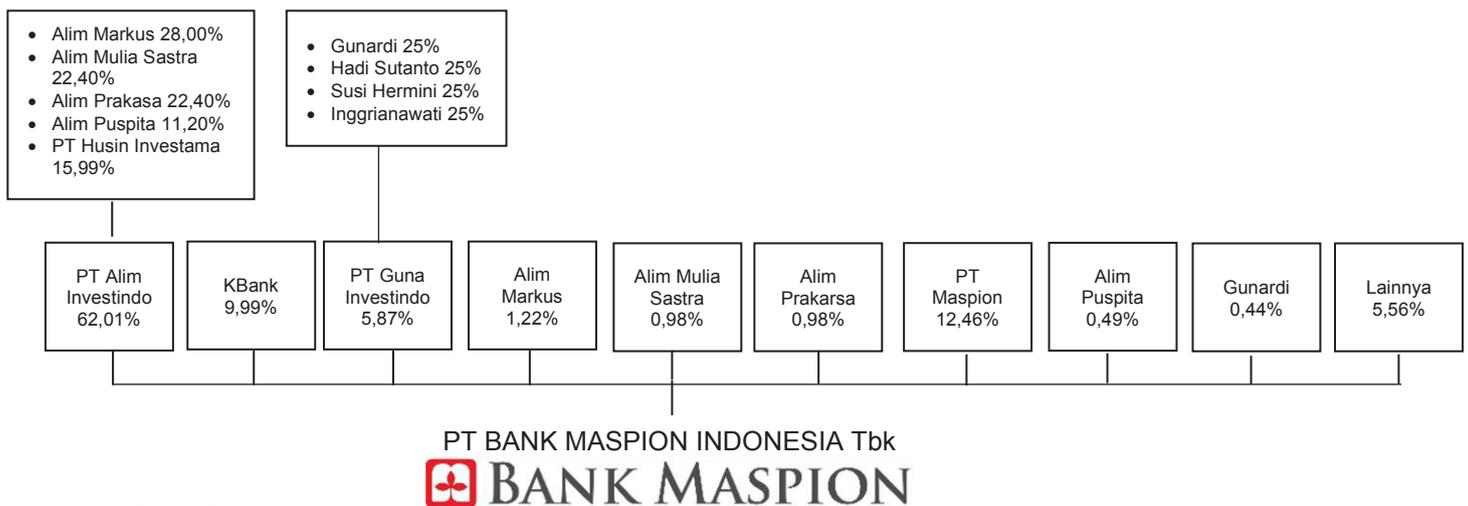 • Alim Markus 28,00%
• Alim Mulia Sastra
22,40%
• Alim Prakasa 22,40%
• Alim Puspita 11,20%
• PT Husin Investama
15,99%
• Gunardi 25%
• Hadi Sutanto 25%
• Susi Hermini 25%
• Inggrianawati 25%
PT Alim
Investindo
62,01%
KBank
9,99%
PT Guna
Investindo
5,87%
Alim
Markus
1,22%
Alim Mulia
Sastra
0,98%
Alim
Prakarsa
0,98%
PT
Maspion
12,46%
Alim
Puspita
0,49%
Gunardi
0,44%
Lainnya
5,56%
PT BANK MASPION INDONESIA Tbk
BANK MASPION